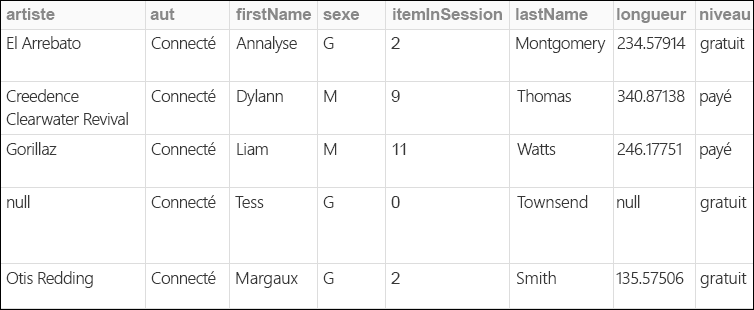 artiste aut firstName sexe itemInSession lastName longueur niveau
El Arrebato Connecté Annalyse G 2 Montgomery 234.57914 gratuit
Creedence Connecté Dylann M 9 Thomas 340.87138 payé
Clearwater Revival
Gorillaz Connecté Liam M 11 Watts 246.17751 payé
null Connecté Tess G 0 Townsend null gratuit
Otis Redding Connecté Margaux G 2 Smith 135.57506 gratuit